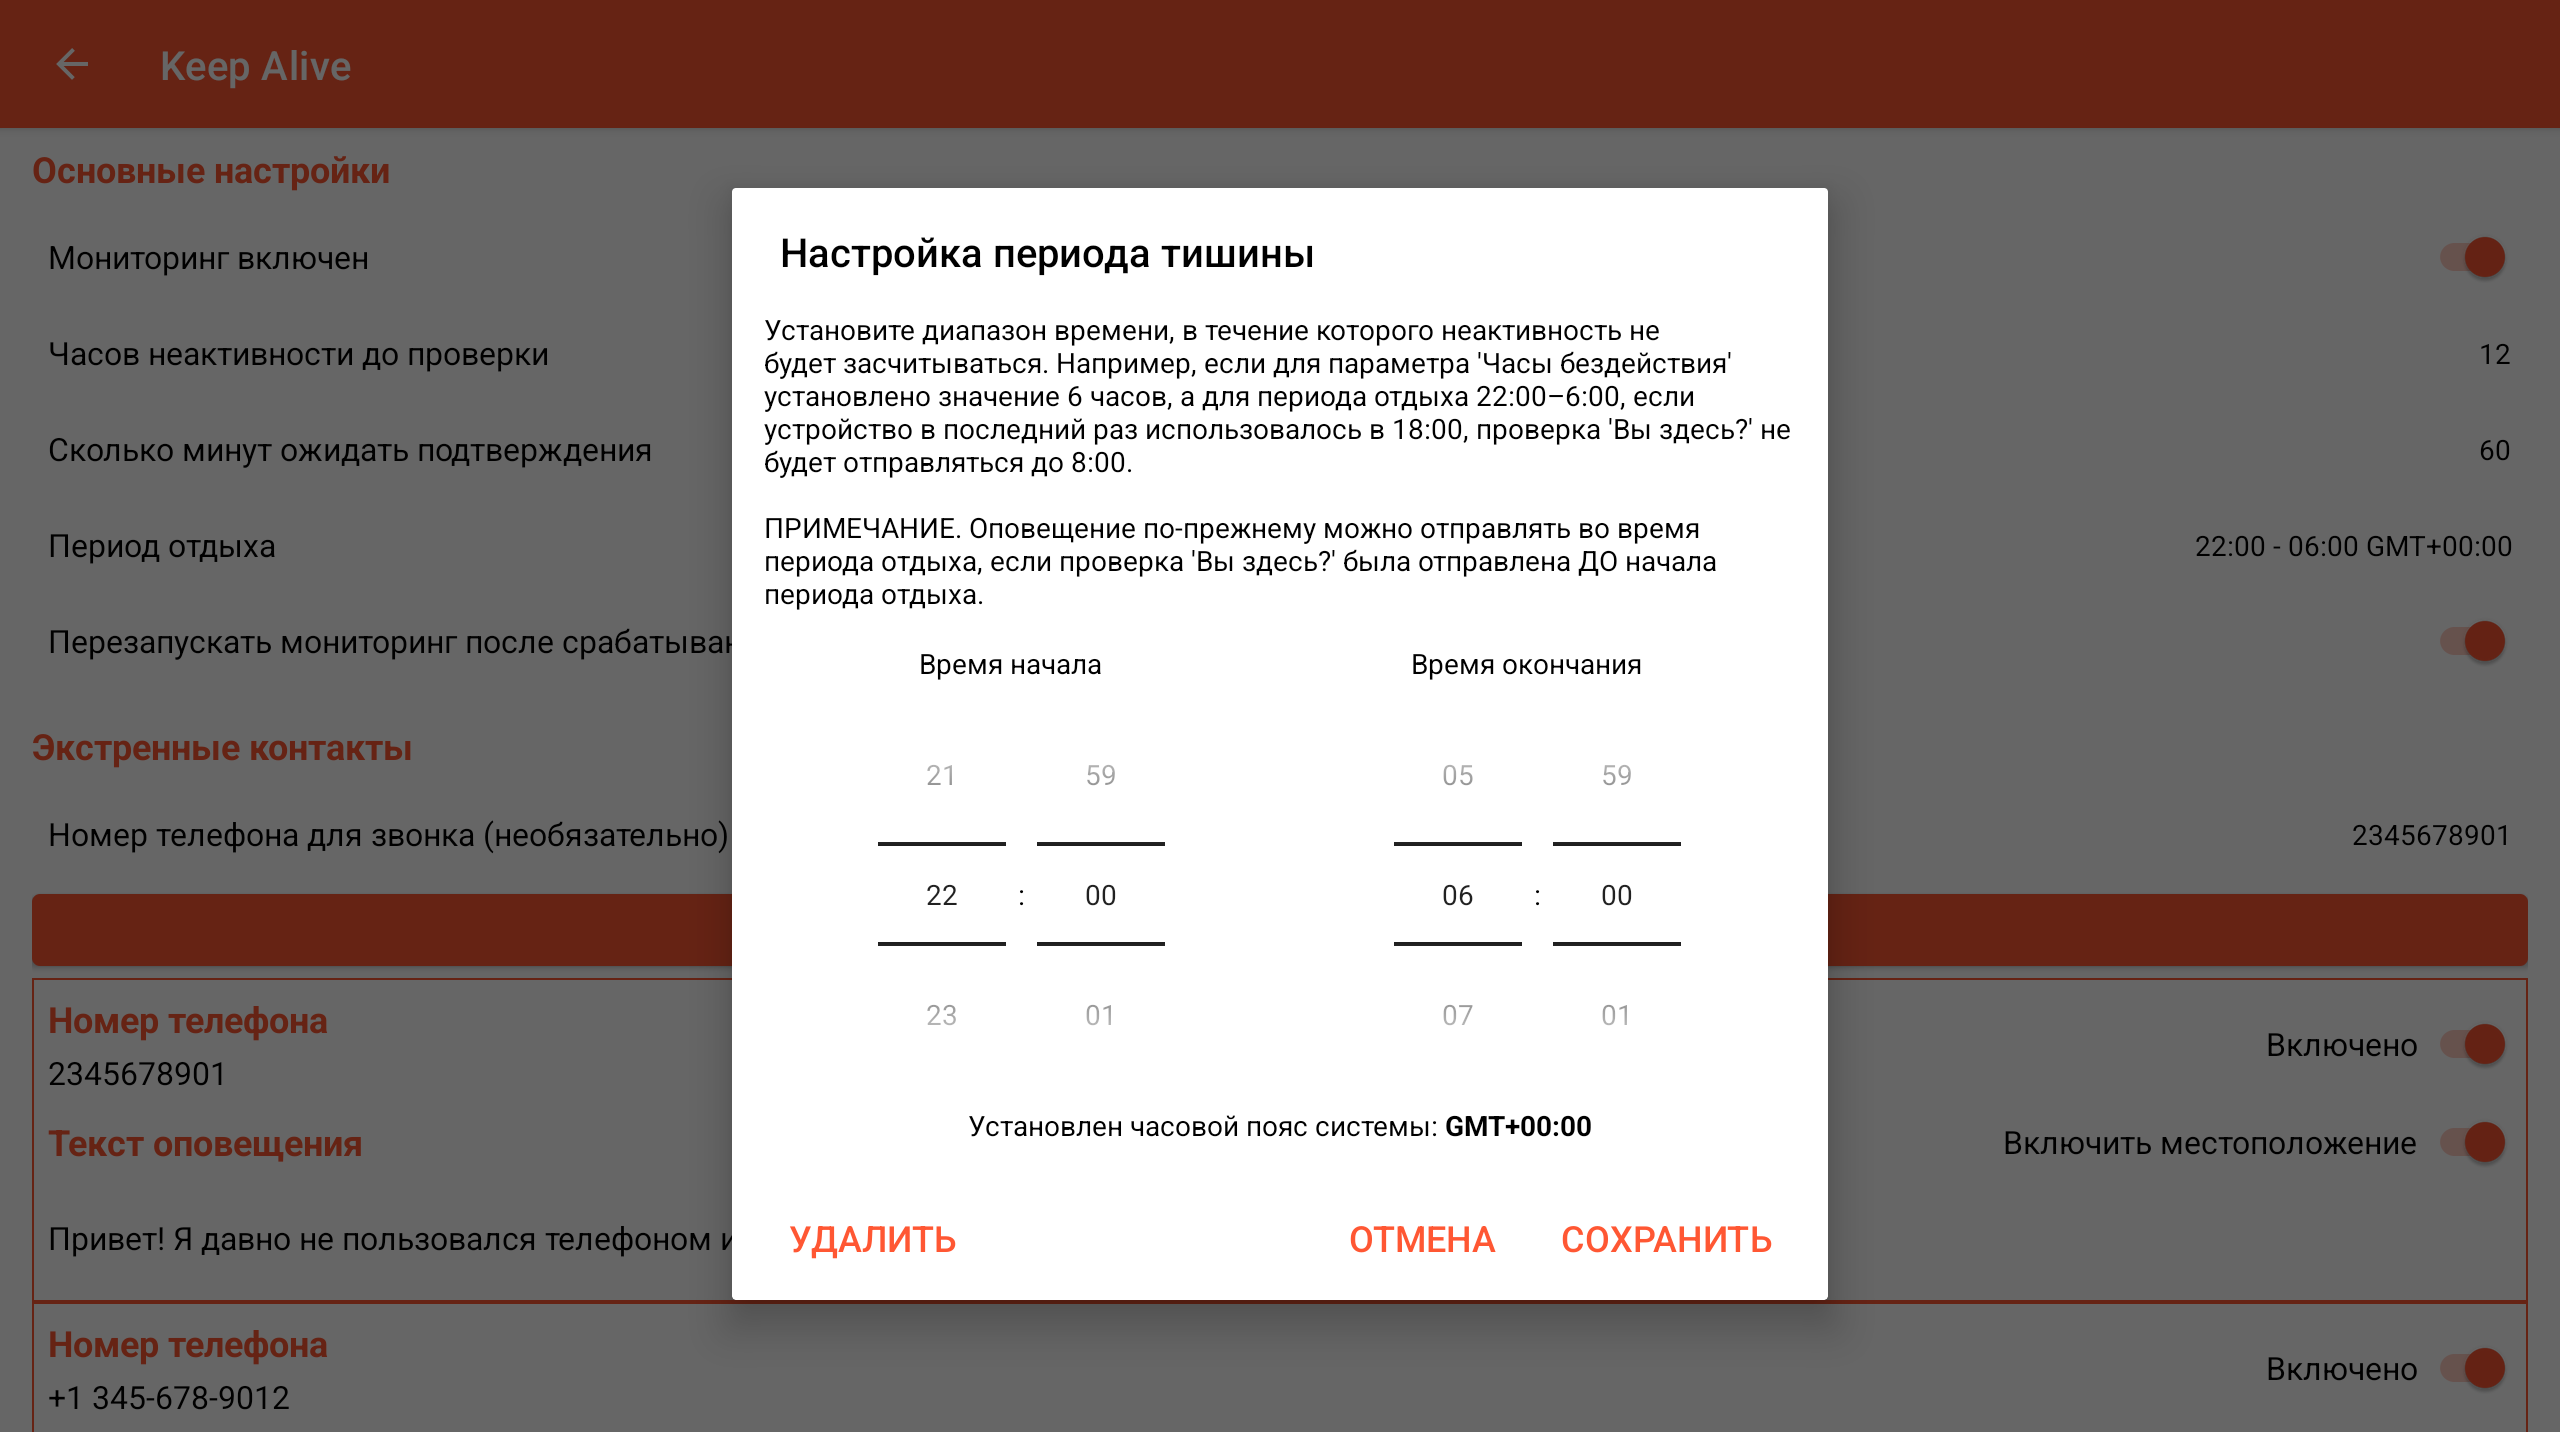 Keep Alive
Основные настройки
Мониторинг включен
Часов неактивности до проверки
12
Сколько минут ожидать подтверждения
60
Период отдыха
22:00 - 06:00 GMT+00:00
Перезапускать мониторинг после
Экстренные контакты
Номер телефона для звонка (необязательно)
2345678901
Номер телефона
2345678901
Включено
Текст оповещения
Включить местоположение
Привет! Я давно не пользовался телефоном и
Номер телефона
+1 345-678-9012
Включено
Настройка периода тишины
Установите диапазон времени, в течение которого неактивность не
будет засчитываться. Например, если для параметра 'Часы бездействия'
установлено значение 6 часов, а для периода отдыха 22:00–6:00, если
устройство в последний раз использовалось в 18:00, проверка 'Вы здесь?' не
будет отправляться до 8:00.
ПРИМЕЧАНИЕ. Оповещение по-прежнему можно отправлять во время
периода отдыха, если проверка 'Вы здесь?' была отправлена ДО начала
периода отдыха.
Время начала
Время окончания
21 59 05 59
22 : 00 06 : 00
23 01 07 01
Установлен часовой пояс системы: GMT+00:00
УДАЛИТЬ
ОТМЕНА
СОХРАНИТЬ